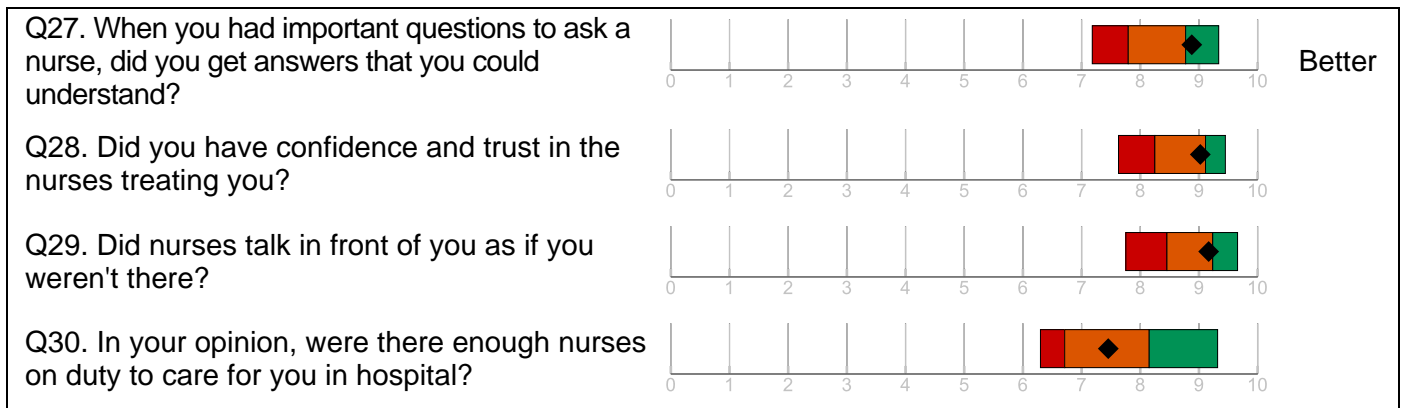 Q27. When you had important questions to ask a
nurse, did you get answers that you could
understand?
0 1 2 3 4 5 6 7 8 9 10
Better
Q28. Did you have confidence and trust in the
nurses treating you?
0 1 2 3 4 5 6 7 8 9 10
Q29. Did nurses talk in front of you as if you
weren't there?
0 1 2 3 4 5 6 7 8 9 10
Q30. In your opinion, were there enough nurses
on duty to care for you in hospital?
0 1 2 3 4 5 6 7 8 9 10